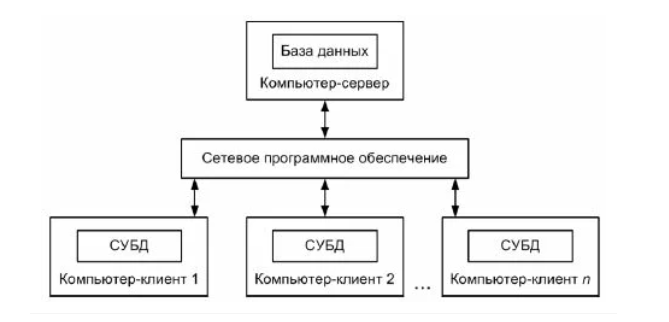 База данных
Компьютер-сервер
Сетевое программное обеспечение
СУБД
Компьютер-клиент 1
СУБД
Компьютер-клиент 2
...
СУБД
Компьютер-клиент n